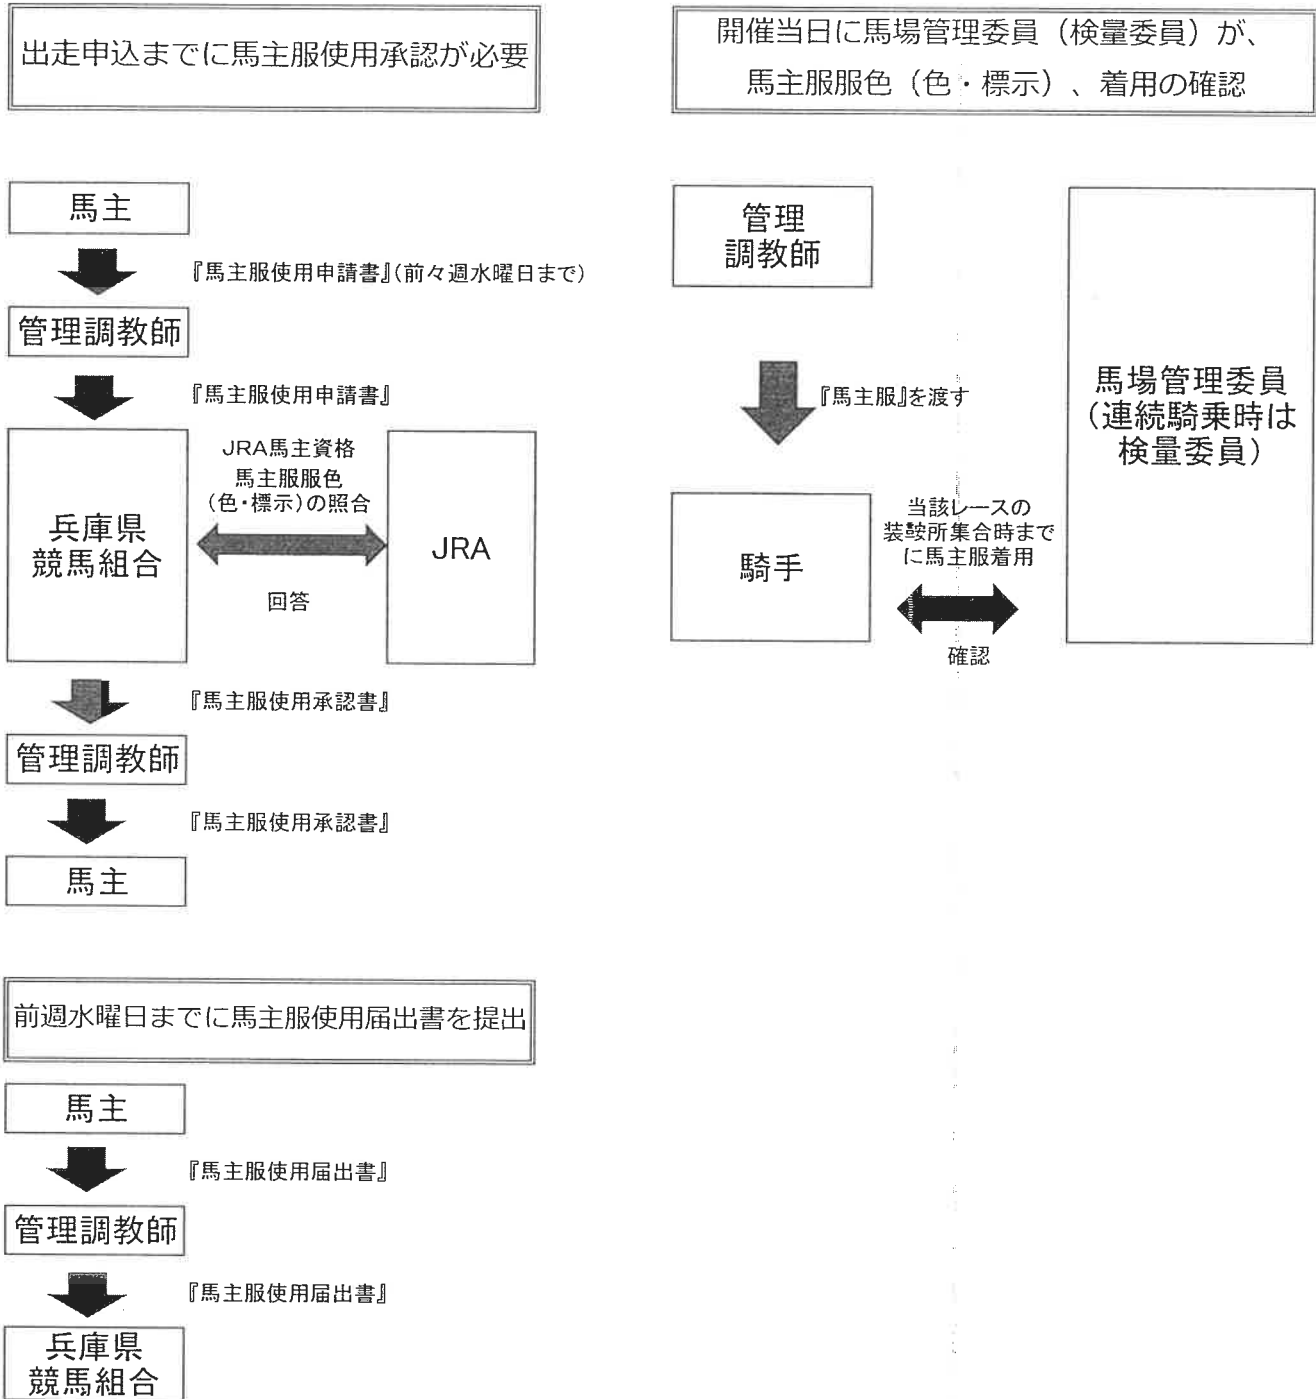 出走申込までに馬主服使用承認が必要
馬主
『馬主服使用申請書』(前々週水曜日まで)
管理調教師
『馬主服使用申請書』
兵庫県
競馬組合
JRA馬主資格
馬主服服色
(色・標示)の照合
回答
JRA
『馬主服使用承認書』
管理調教師
『馬主服使用承認書』
馬主
前週水曜日までに馬主服使用届出書を提出
馬主
『馬主服使用届出書』
管理調教師
『馬主服使用届出書』
兵庫県
競馬組合
開催当日に馬場管理委員（検量委員）が、
馬主服服色（色・標示）、着用の確認
管理
調教師
『馬主服』を渡す
騎手
当該レースの
装鞍所集合時まで
に馬主服着用
確認
馬場管理委員
(連続騎乗時は
検量委員)